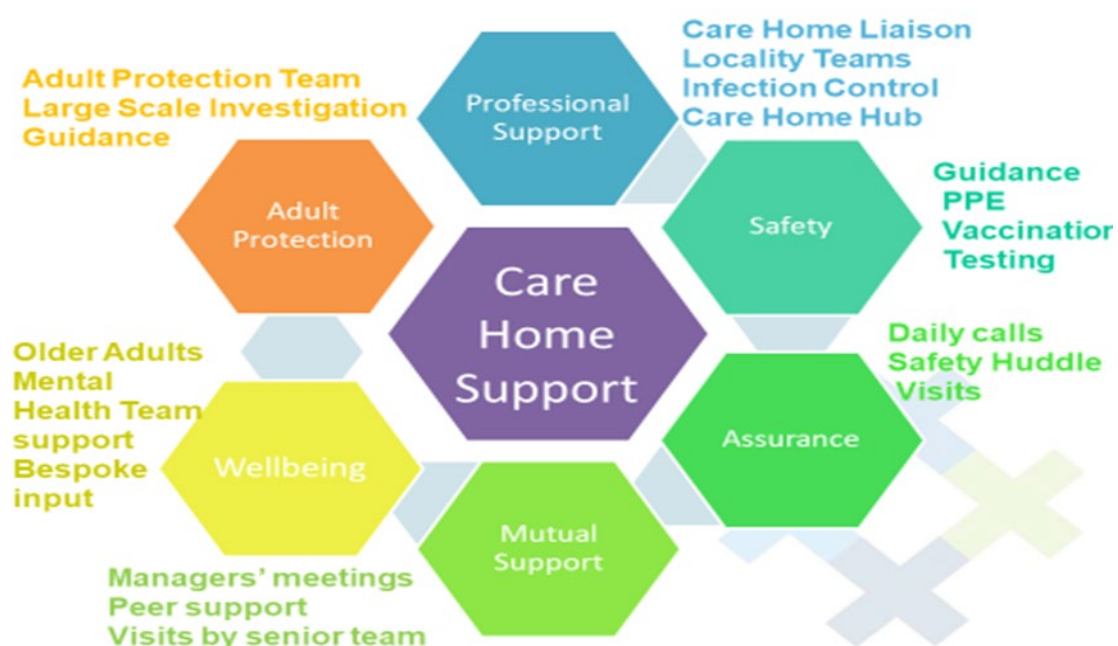 Care Home Liaison
Locality Teams
Infection Control
Care Home Hub
Professional
Support
Adult Protection Team
Large Scale Investigation
Guidance
Adult
Protection
Safety
Guidance
PPE
Vaccination
Testing
Care
Home
Support
Daily calls
Safety Huddle
Visits
Assurance
Older Adults
Mental
Health Team
support
Bespoke
input
Wellbeing
Mutual
Support
Managers’ meetings
Peer support
Visits by senior team